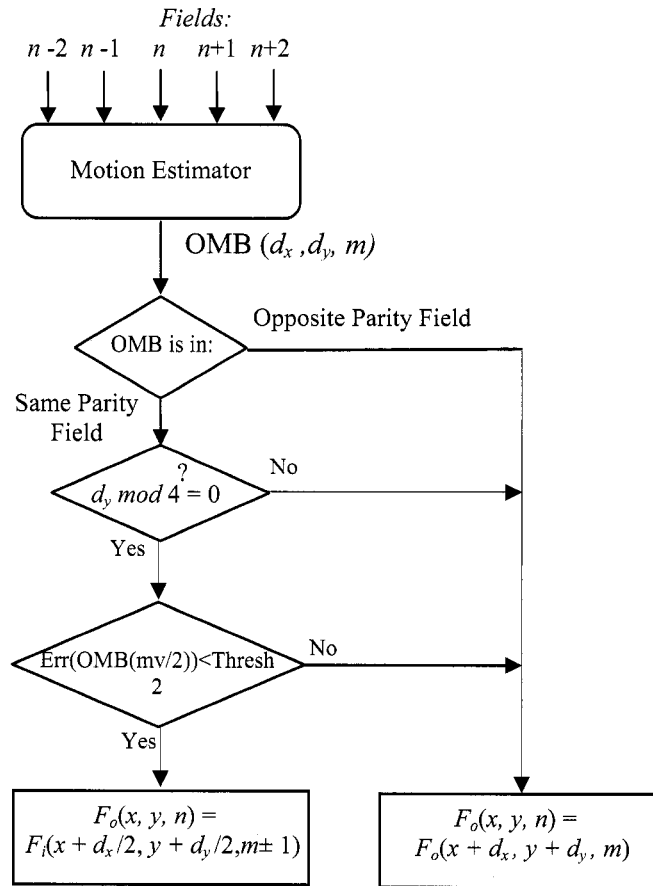 Fields:
n -2 n -1 n n+1 n+2
Motion Estimator
OMB (dx ,dy, m)
OMB is in:
Opposite Parity Field
Same Parity
Field
?
dy mod 4 = 0
No
Yes
Err(OMB(mv/2))<Thresh
2
No
Yes
Fo(x, y, n) =
Fi(x + dx/2, y + dy/2,m± 1)
Fo(x, y, n) =
Fo(x + dx, y + dy, m)